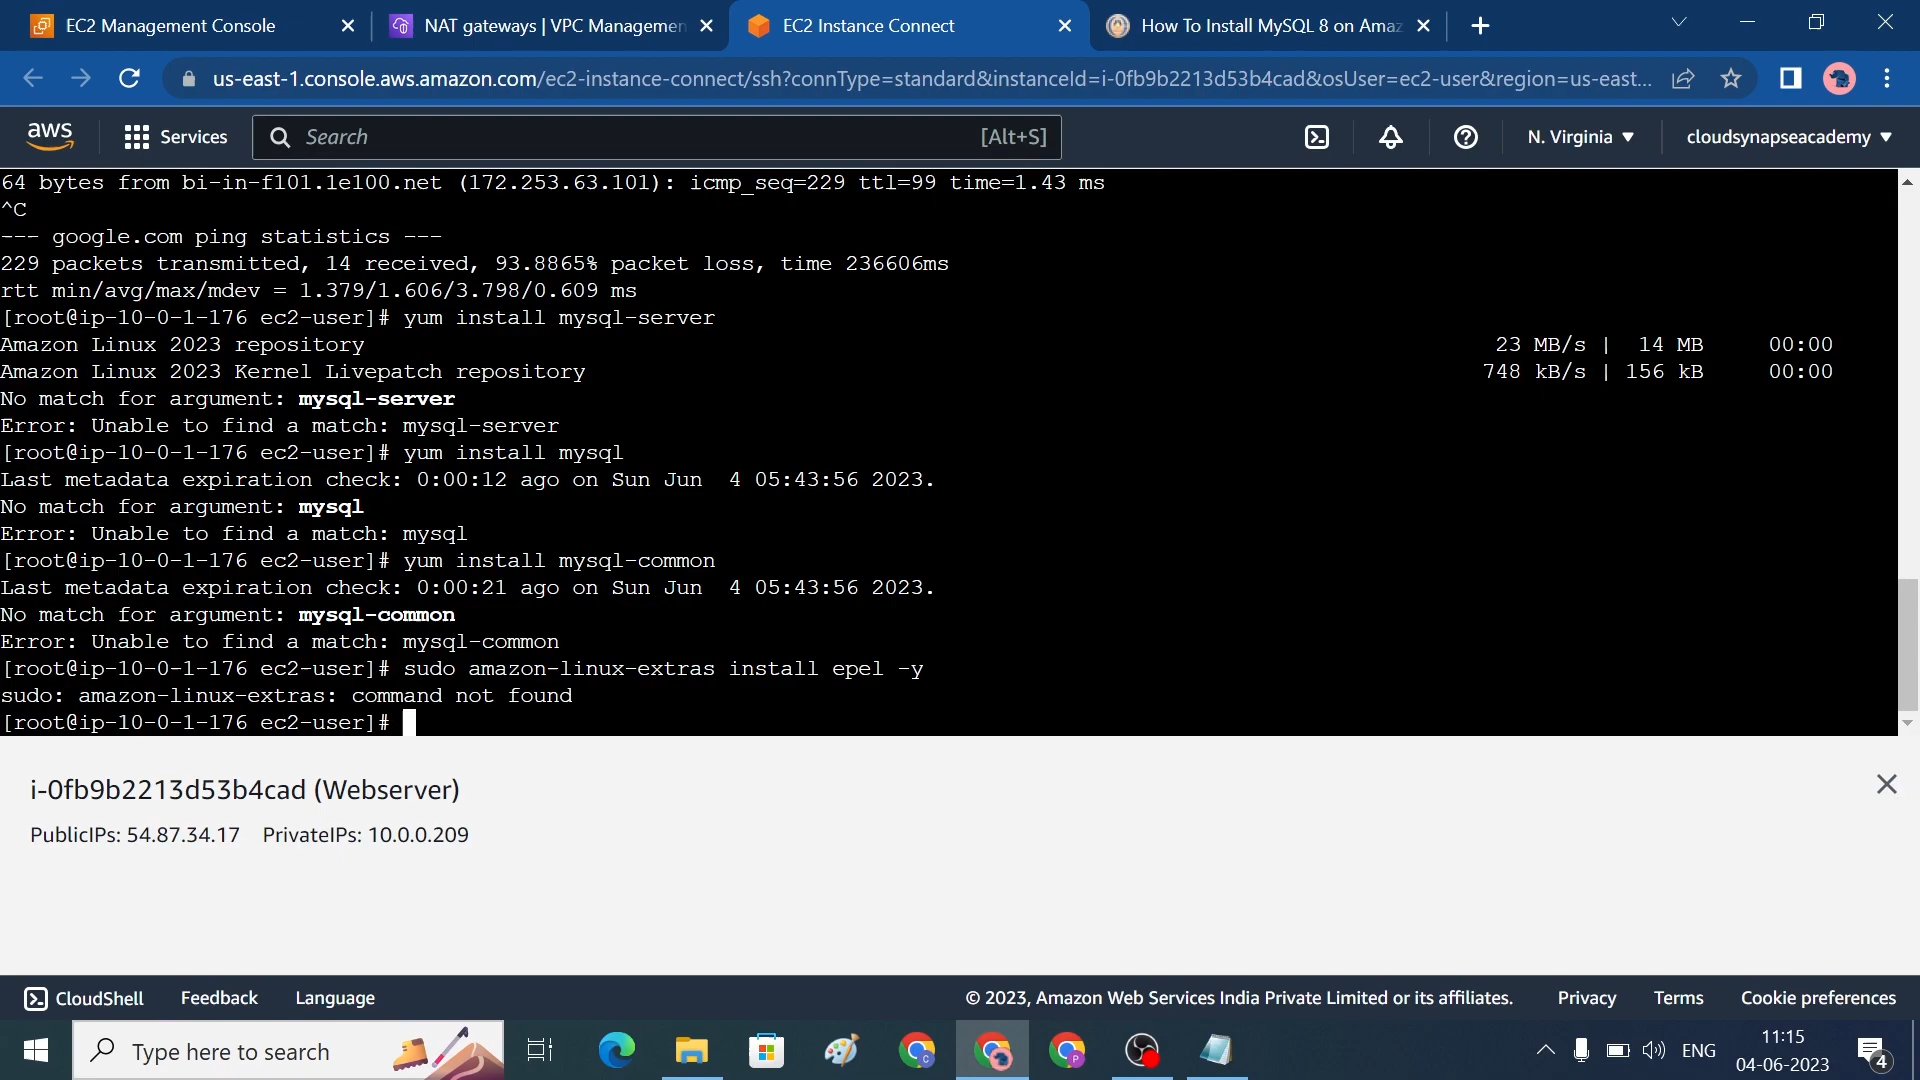 EC2 Management Console
NAT gateways | VPC Managemen
EC2 Instance Connect
How To Install MySQL 8 on Amaz
us-east-1.console.aws.amazon.com/ec2-instance-connect/ssh?connType=standard&instanceId=i-0fb9b2213d53b4cad&osUser=ec2-user&region=us-east...
aws
Services
Search
[Alt+S]
N. Virginia
cloudsynapseacademy
64 bytes from bi-in-f101.1e100.net (172.253.63.101): icmp_seq=229 ttl=99 time=1.43 ms
^C
--- google.com ping statistics ---
229 packets transmitted, 14 received, 93.8865% packet loss, time 236606ms
rtt min/avg/max/mdev = 1.379/1.606/3.798/0.609 ms
[root@ip-10-0-1-176 ec2-user]# yum install mysql-server
Amazon Linux 2023 repository 23 MB/s | 14 MB 00:00
Amazon Linux 2023 Kernel Livepatch repository 748 kB/s | 156 kB 00:00
No match for argument: mysql-server
Error: Unable to find a match: mysql-server
[root@ip-10-0-1-176 ec2-user]# yum install mysql
Last metadata expiration check: 0:00:12 ago on Sun Jun  4 05:43:56 2023.
No match for argument: mysql
Error: Unable to find a match: mysql
[root@ip-10-0-1-176 ec2-user]# yum install mysql-common
Last metadata expiration check: 0:00:21 ago on Sun Jun  4 05:43:56 2023.
No match for argument: mysql-common
Error: Unable to find a match: mysql-common
[root@ip-10-0-1-176 ec2-user]# sudo amazon-linux-extras install epel -y
sudo: amazon-linux-extras: command not found
[root@ip-10-0-1-176 ec2-user]#
i-0fb9b2213d53b4cad (Webserver)
PublicIPs: 54.87.34.17 PrivateIPs: 10.0.0.209
CloudShell Feedback Language
© 2023, Amazon Web Services India Private Limited or its affiliates. Privacy Terms Cookie preferences
Type here to search
C
P
ENG
11:15
04-06-2023
4